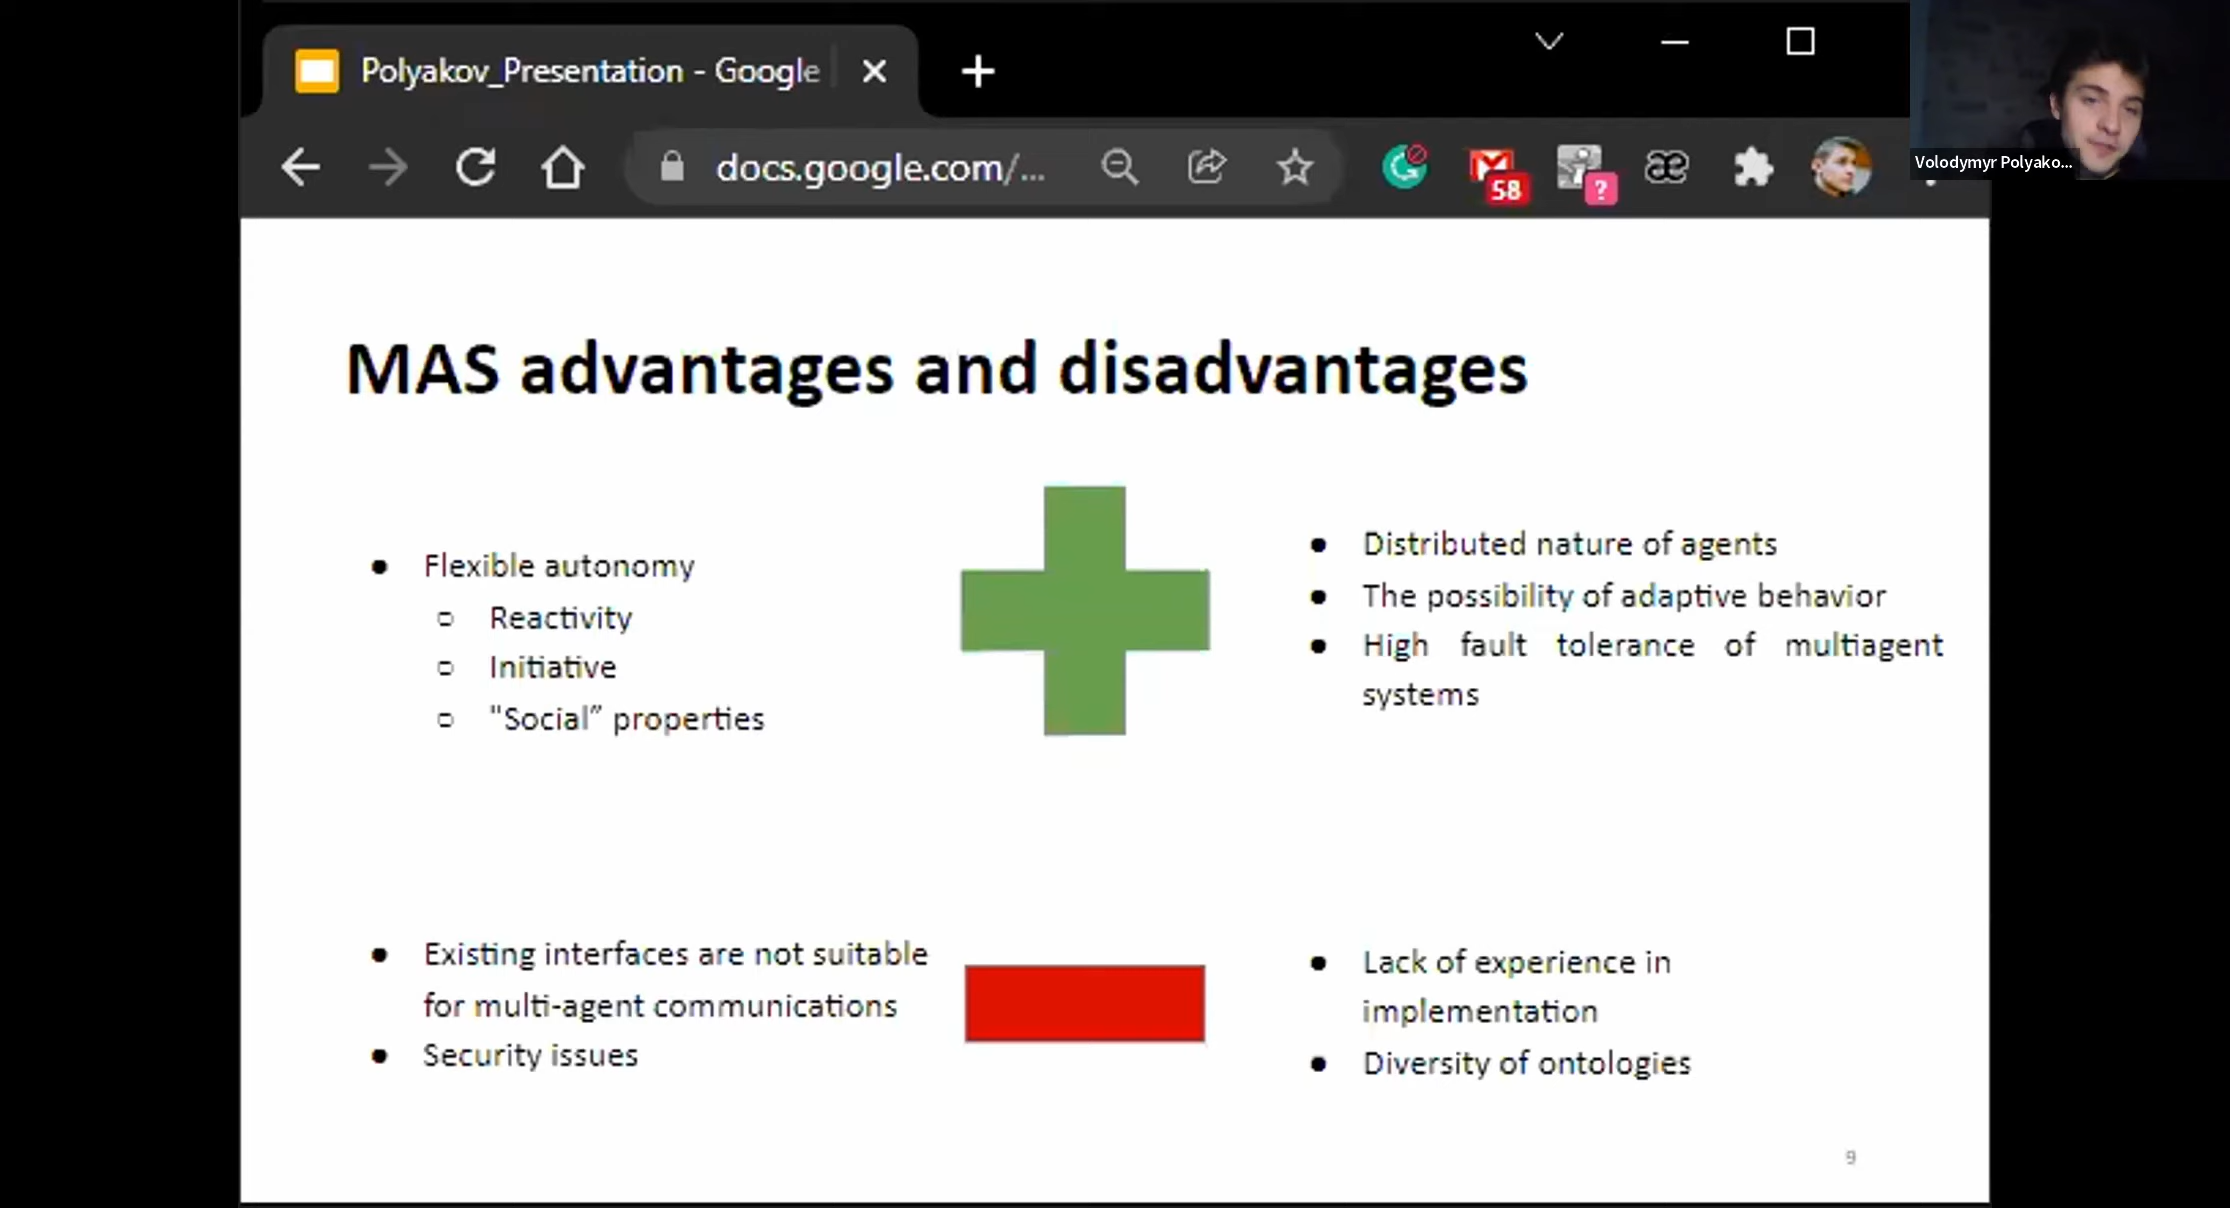 Polyakov_Presentation - Google
docs.google.com/...
58
?
æ
Volodymyr Polyako...
MAS advantages and disadvantages
● Flexible autonomy
○ Reactivity
○ Initiative
○ "Social” properties
● Distributed nature of agents
● The possibility of adaptive behavior
● High fault tolerance of multiagent
systems
● Existing interfaces are not suitable
for multi-agent communications
● Security issues
● Lack of experience in
implementation
● Diversity of ontologies
9